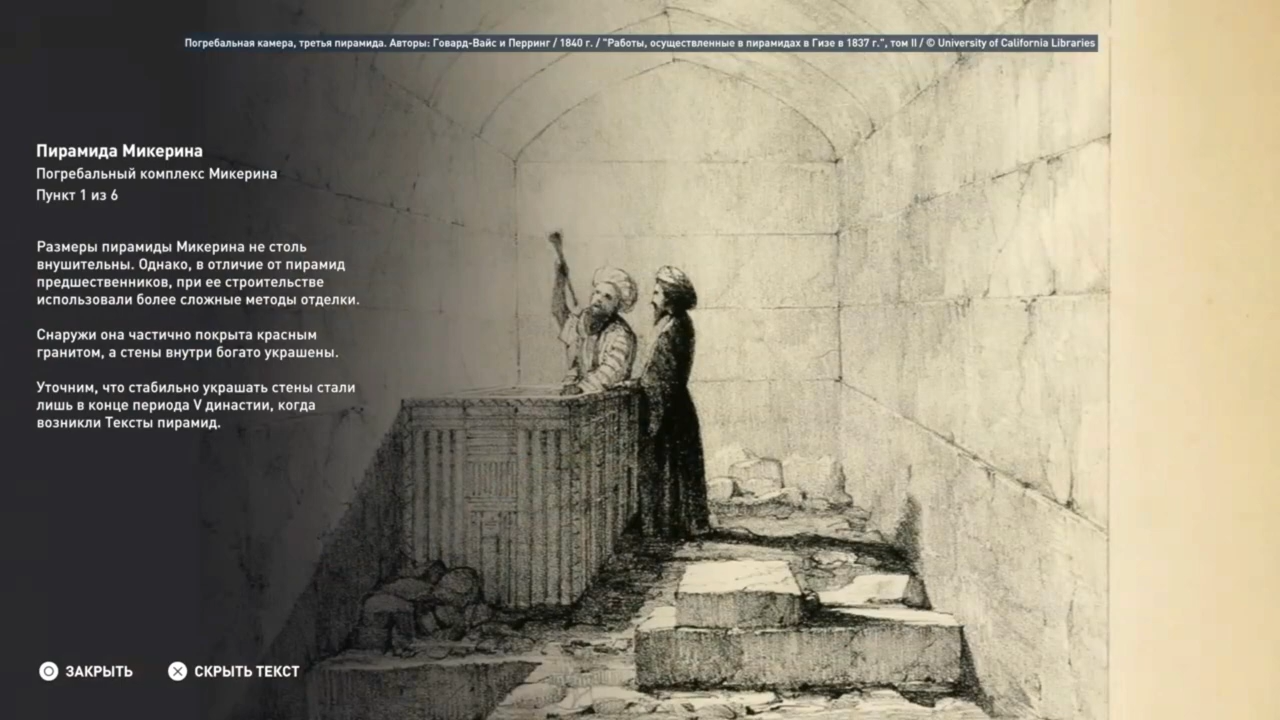 Погребальная камера, третья пирамида. Авторы: Говард-Вайс и Перринг / 1840 г. / "Работы, осуществленные в пирамидах в Гизе в 1837 г.", том II / © University of California Libraries
Пирамида Микерина
Погребальный комплекс Микерина
Пункт 1 из 6
Размеры пирамиды Микерина не столь
внушительны. Однако, в отличие от пирамид
предшественников, при ее строительстве
использовали более сложные методы отделки.
Снаружи она частично покрыта красным
гранитом, а стены внутри богато украшены.
Уточним, что стабильно украшать стены стали
лишь в конце периода V династии, когда
возникли Тексты пирамид.
ЗАКРЫТЬ
СКРЫТЬ ТЕКСТ